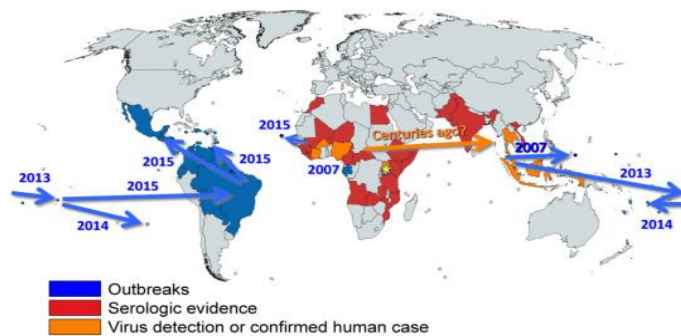 2015
Centuries ago?
2007
2015
2015
2007
2013
2013
2015
2014
2014
Outbreaks
Serologic evidence
Virus detection or confirmed human case